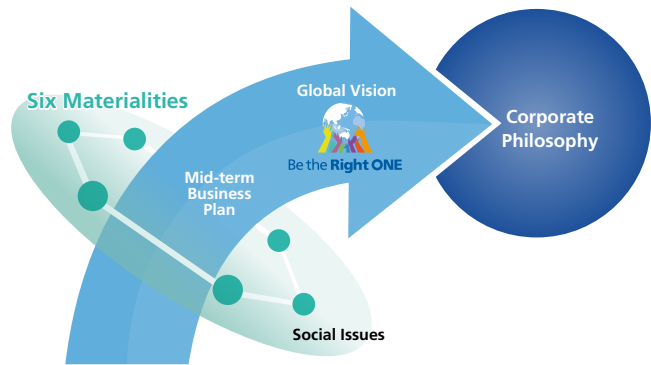 Six Materialities
Global Vision
Be the Right ONE
Corporate
Philosophy
Mid-term
Business
Plan
Social Issues